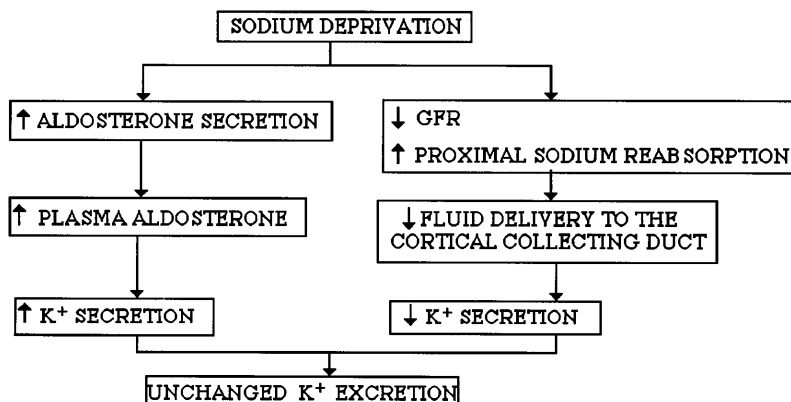 SODIUM DEPRIVATION
↑ ALDOSTERONE SECRETION
↓ GFR
↑ PROXIMAL SODIUM REABSORPTION
↑ PLASMA ALDOSTERONE
↓ FLUID DELIVERY TO THE
CORTICAL COLLECTING DUCT
↑ K⁺ SECRETION
↓ K⁺ SECRETION
UNCHANGED K⁺ EXCRETION